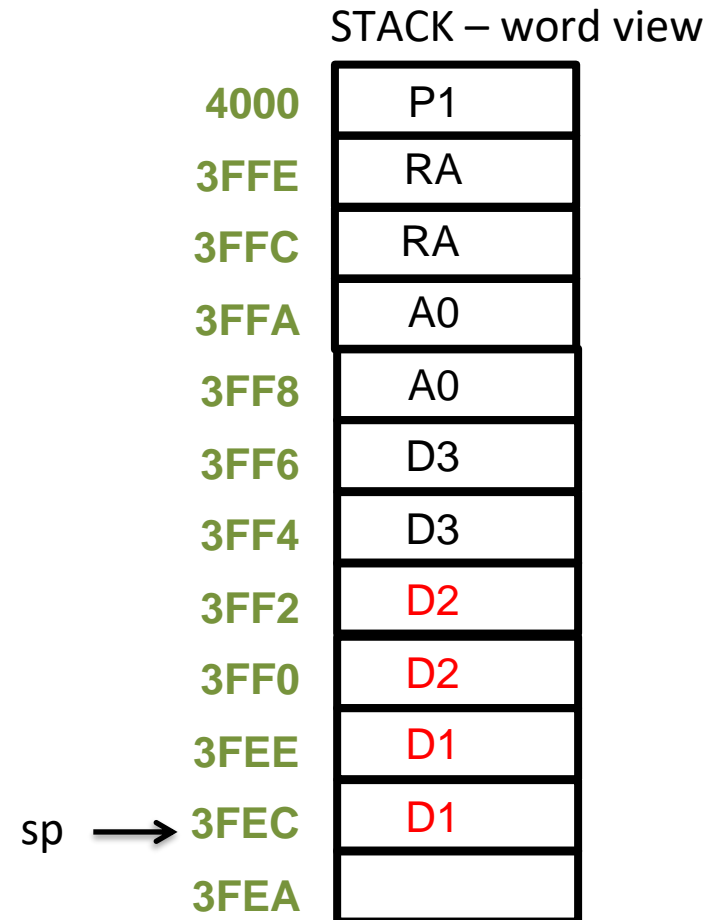 STACK – word view
4000 P1
3FFE RA
3FFC RA
3FFA A0
3FF8 A0
3FF6 D3
3FF4 D3
3FF2 D2
3FF0 D2
3FEE D1
sp 3FEC D1
3FEA